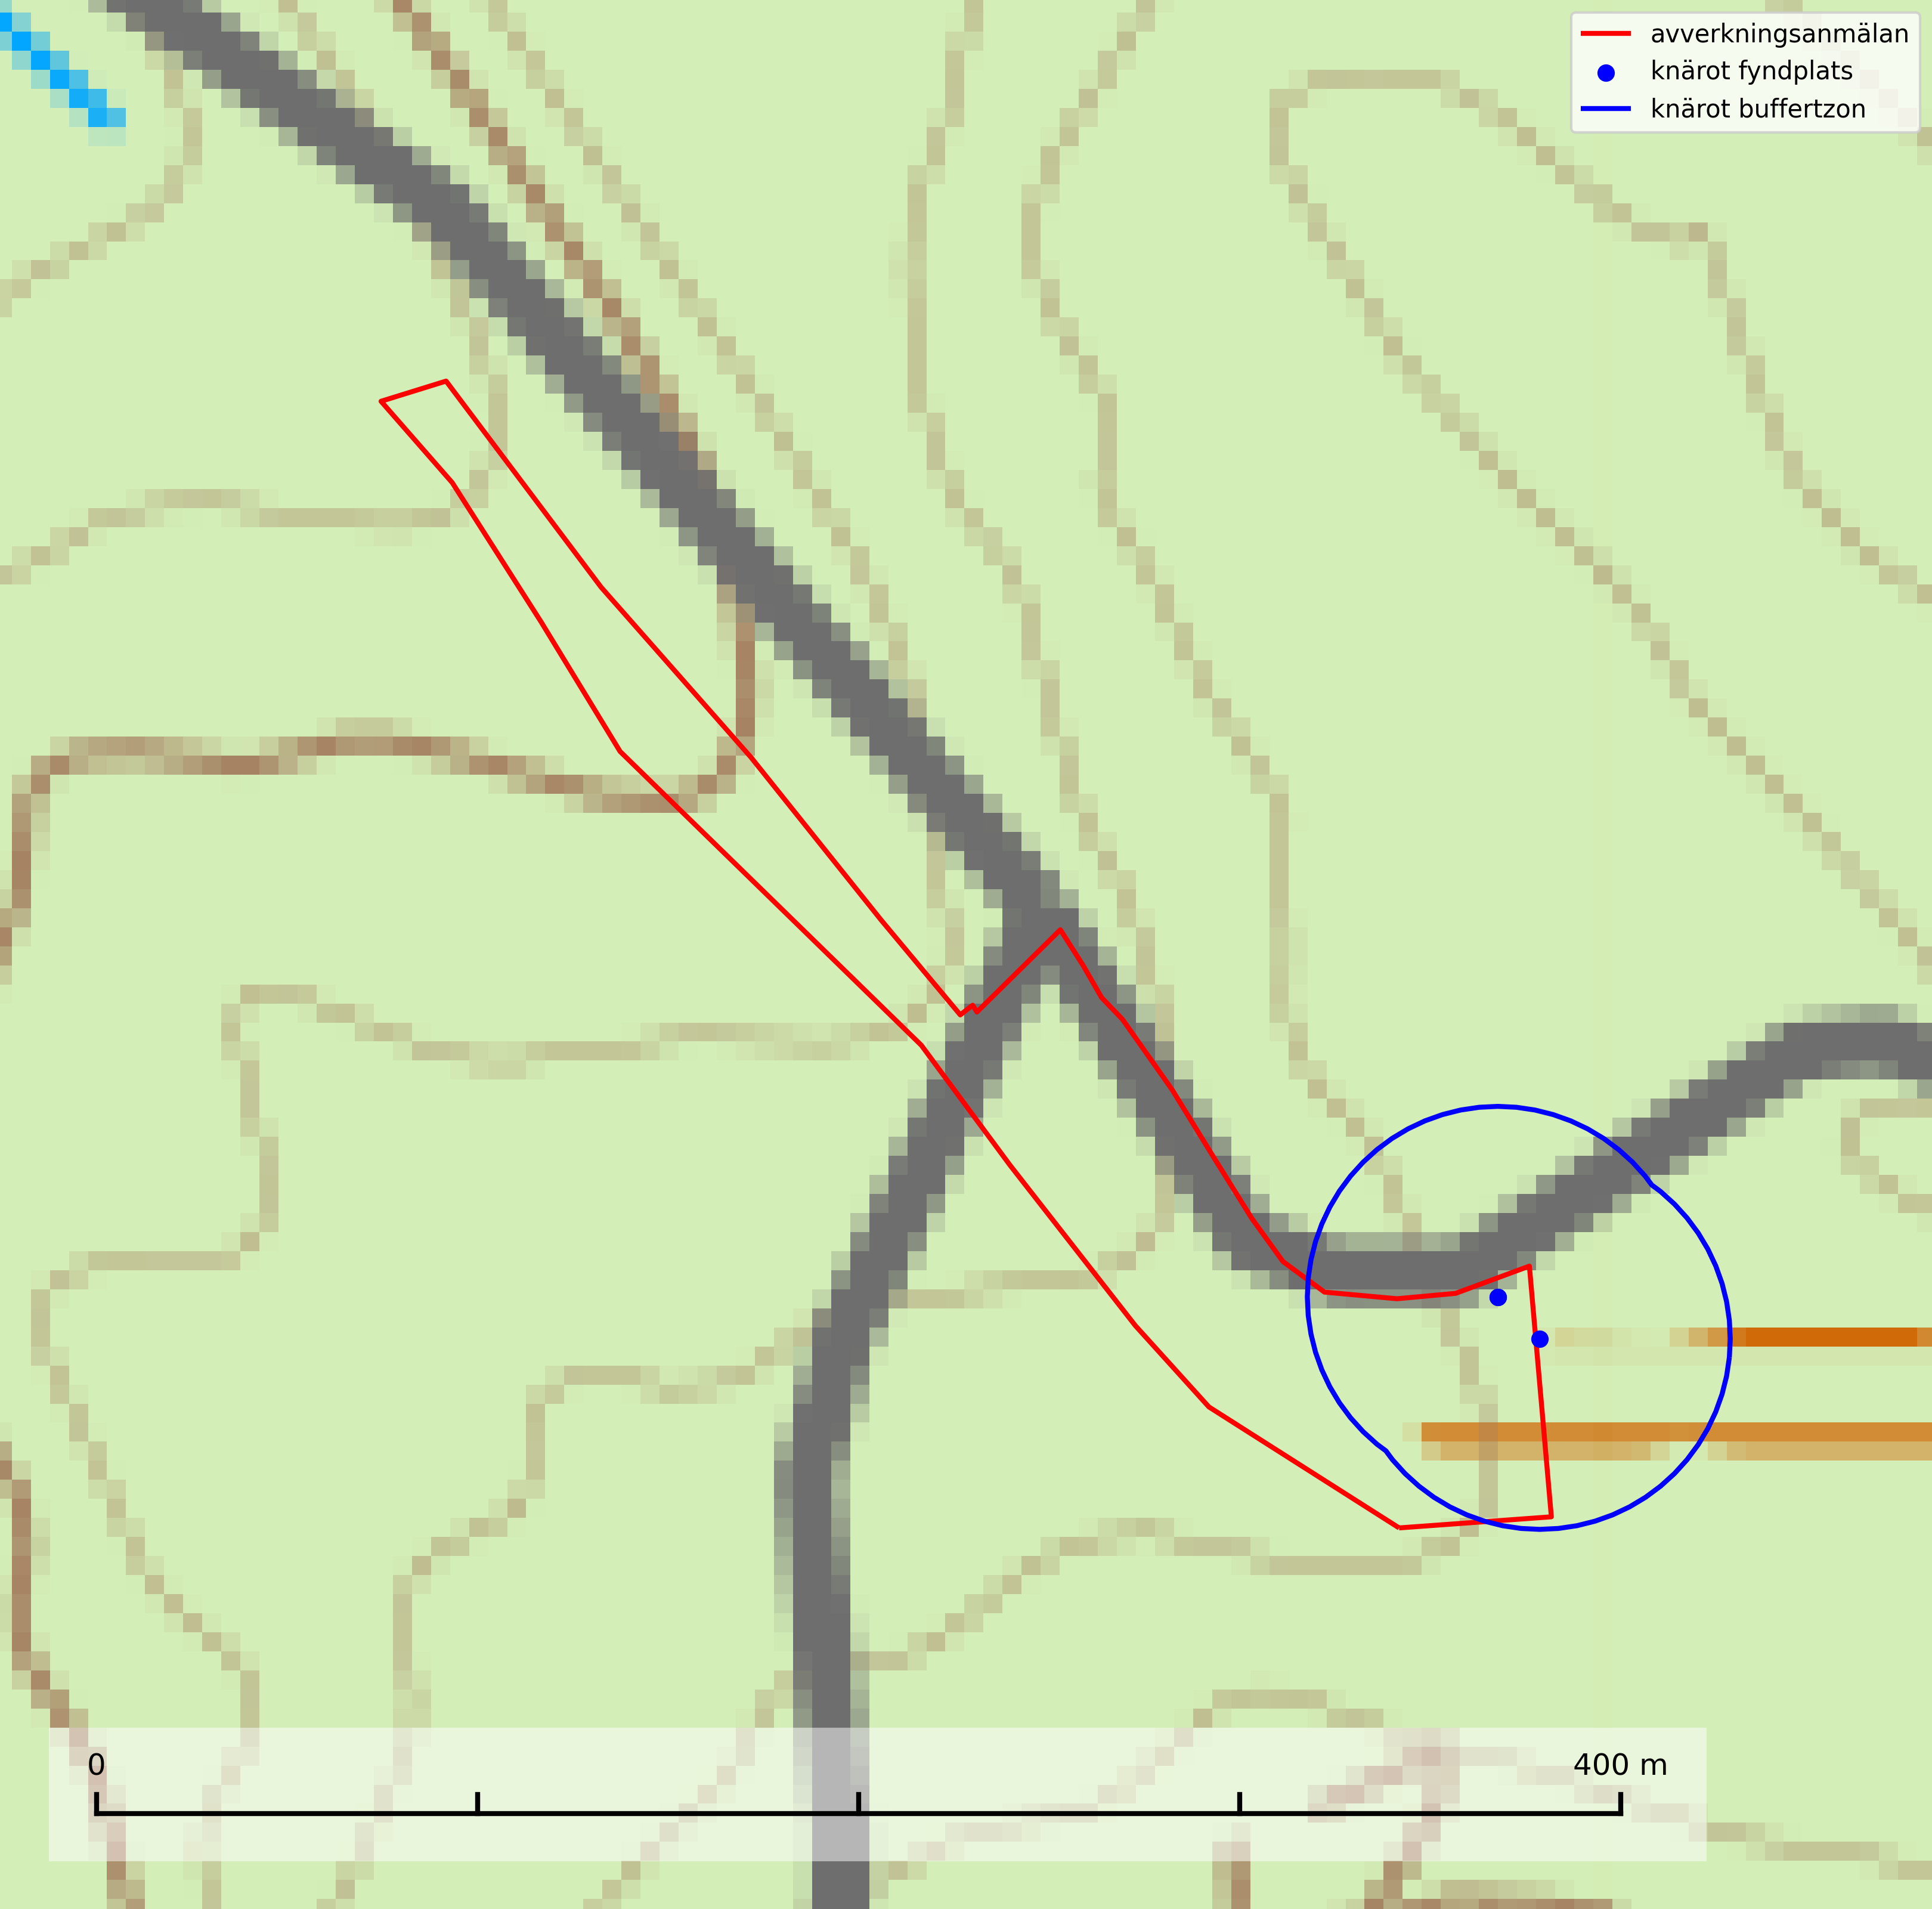 avverkningsanmälan
knärot fyndplats
knärot buffertzon
0 400 m